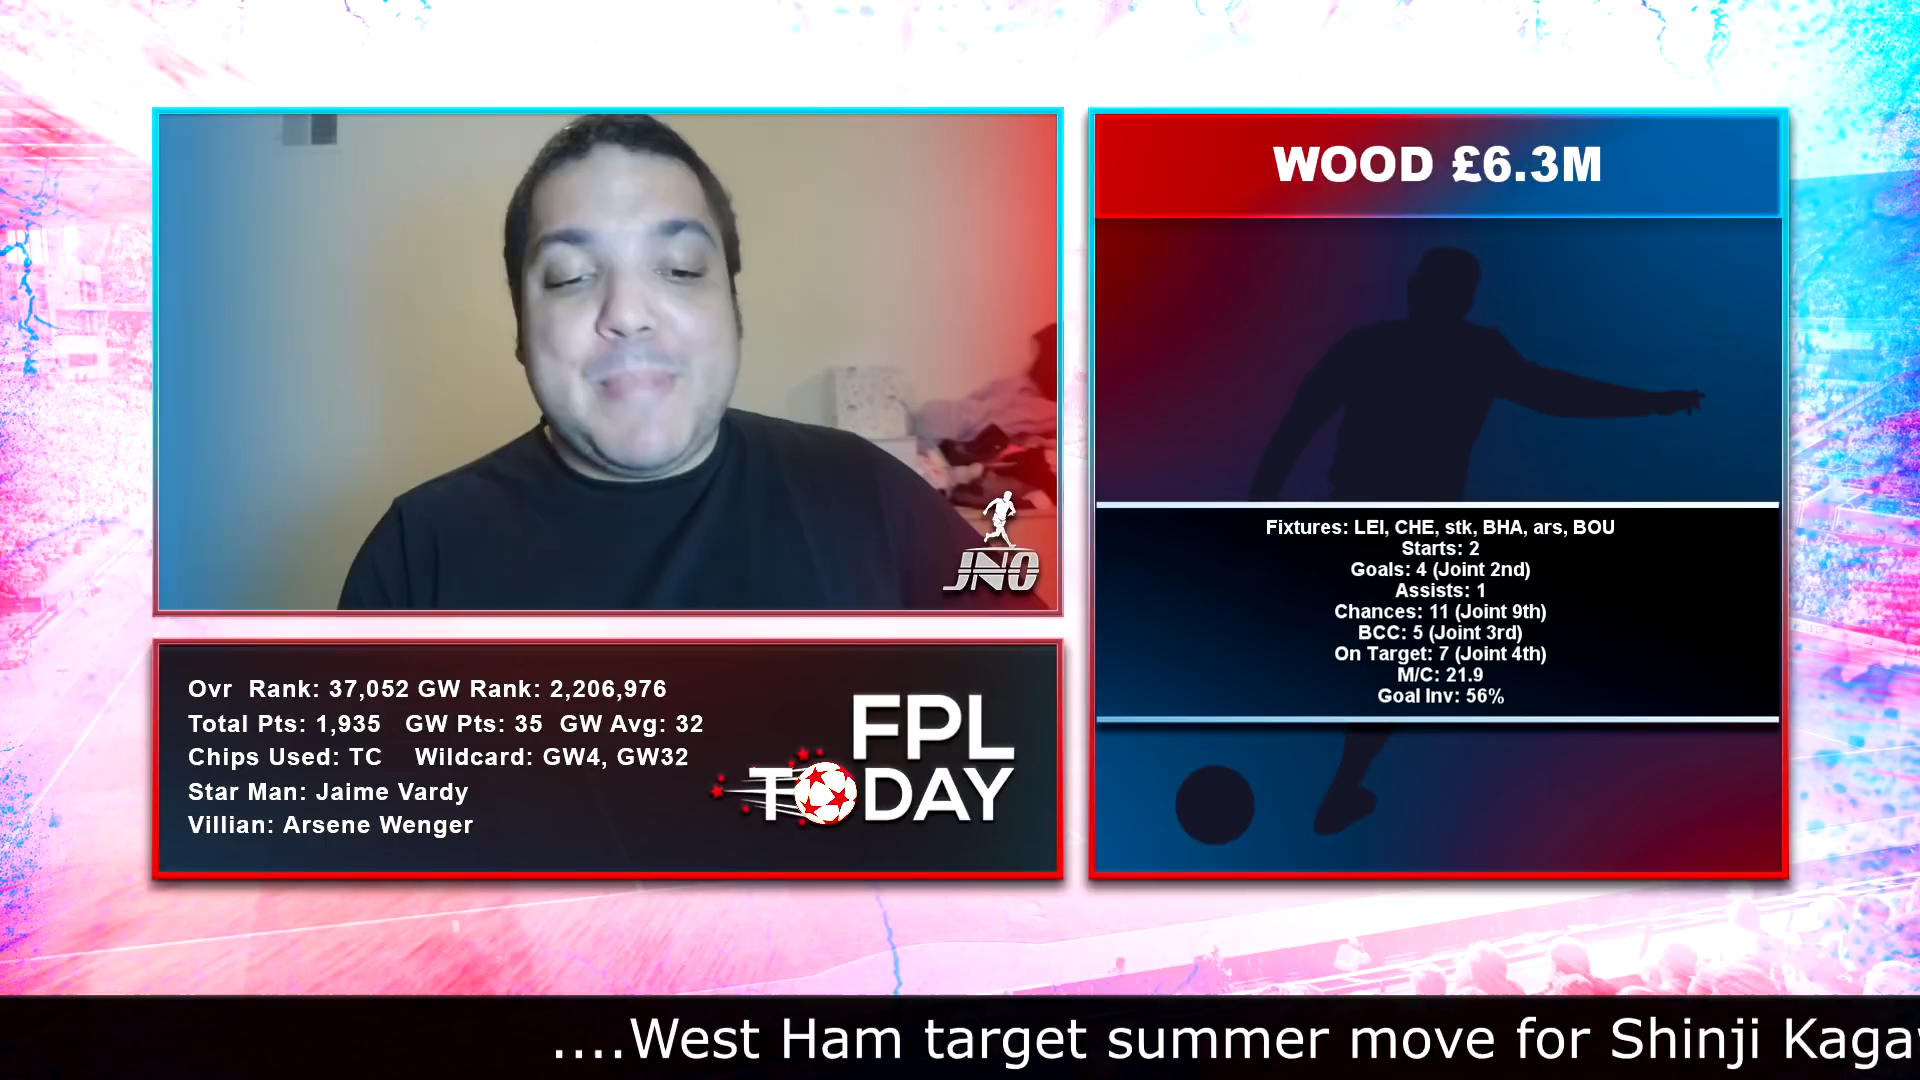 WOOD £6.3M
Fixtures: LEI, CHE, stk, BHA, ars, BOU
Starts: 2
Goals: 4 (Joint 2nd)
Assists: 1
Chances: 11 (Joint 9th)
BCC: 5 (Joint 3rd)
On Target: 7 (Joint 4th)
M/C: 21.9
Goal Inv: 56%
JNO
Ovr Rank: 37,052 GW Rank: 2,206,976
Total Pts: 1,935 GW Pts: 35 GW Avg: 32
Chips Used: TC Wildcard: GW4, GW32
Star Man: Jaime Vardy
Villian: Arsene Wenger
FPL
TODAY
....West Ham target summer move for Shinji